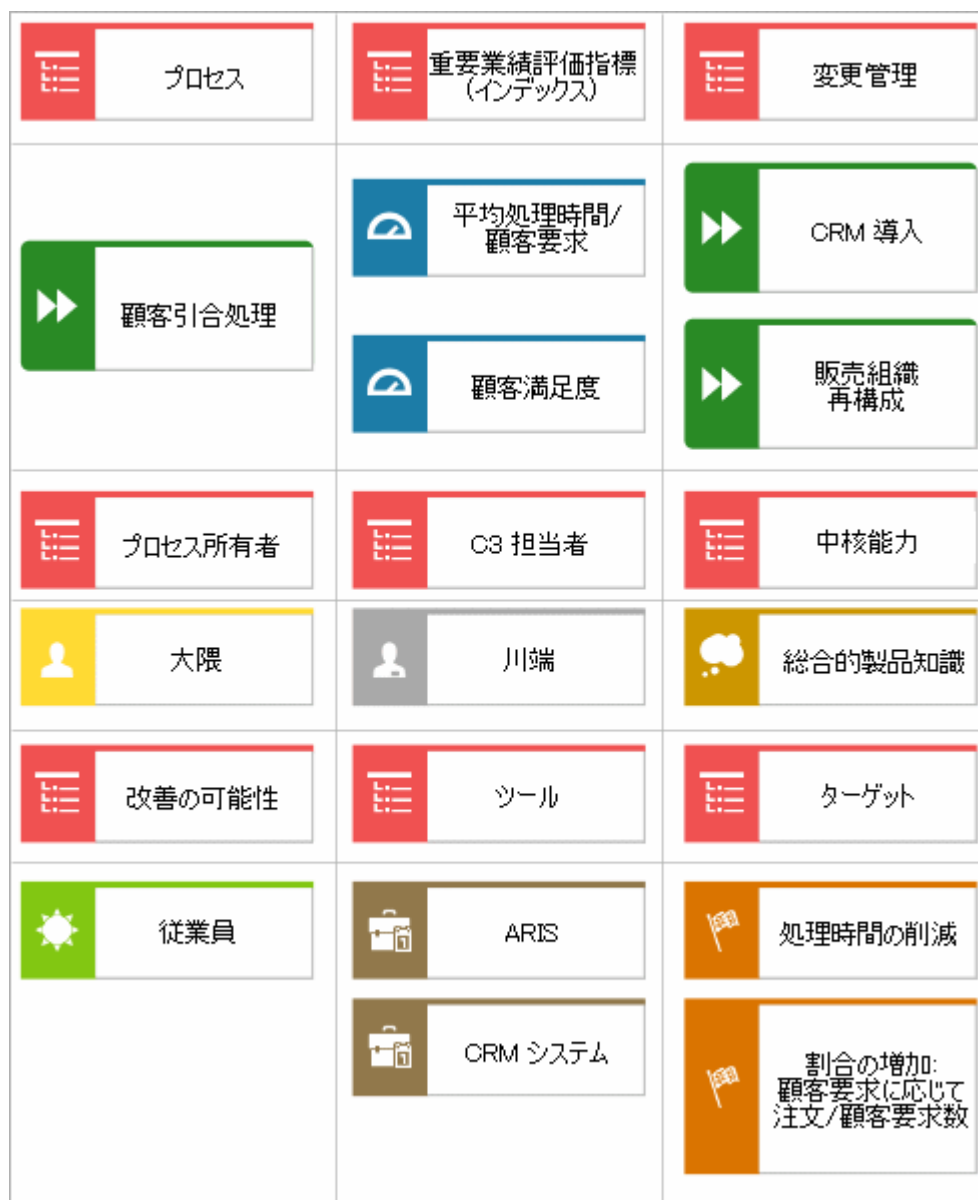 プロセス
重要業績評価指標
(インデックス)
変更管理
顧客引合処理
平均処理時間/
顧客要求
顧客満足度
CRM 導入
販売組織
再構成
プロセス所有者
C3 担当者
中核能力
大隈
川端
総合的製品知識
改善の可能性
ツール
ターゲット
従業員
ARIS
CRM システム
処理時間の削減
割合の増加:
顧客要求に応じて
注文/顧客要求数